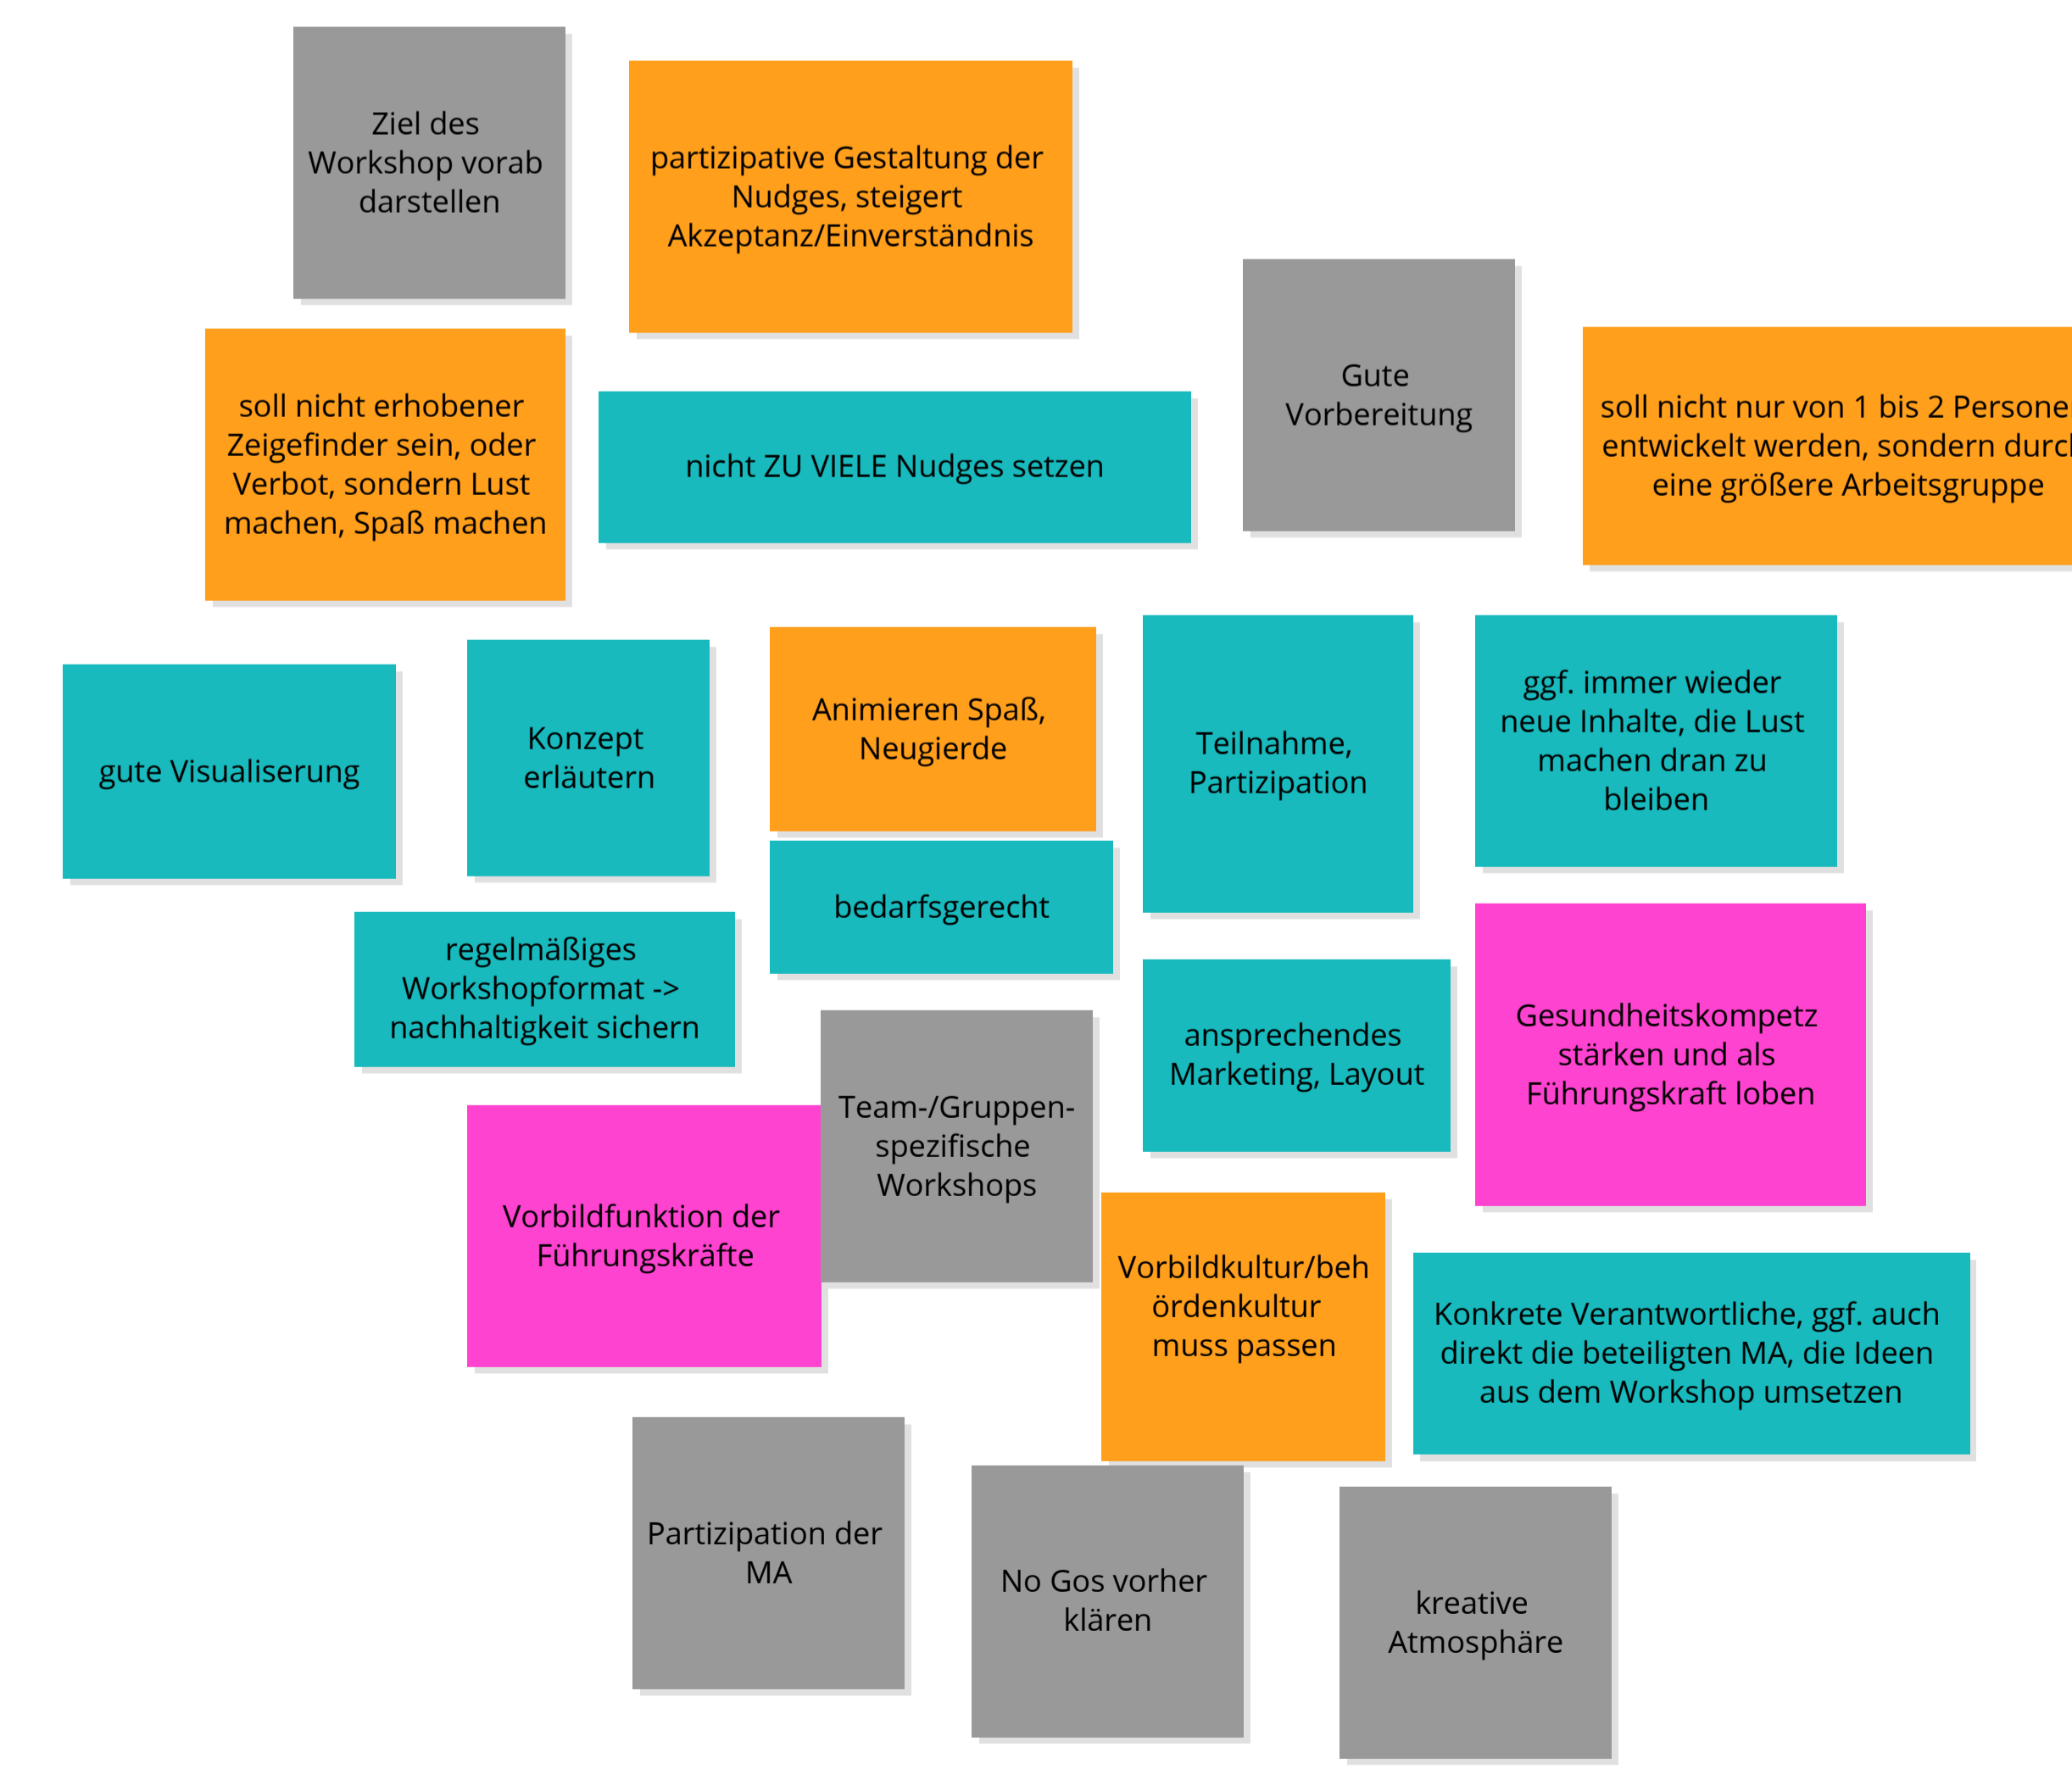 Ziel des
Workshop vorab
darstellen
partizipative Gestaltung der
Nudges, steigert
Akzeptanz/Einverständnis
Gute
Vorbereitung
soll nicht erhobener
Zeigefinder sein, oder
Verbot, sondern Lust
machen, Spaß machen
nicht ZU VIELE Nudges setzen
soll nicht nur von 1 bis 2 Persone
entwickelt werden, sondern durc
eine größere Arbeitsgruppe
gute Visualiserung
Konzept
erläutern
Animieren Spaß,
Neugierde
Teilnahme,
Partizipation
ggf. immer wieder
neue Inhalte, die Lust
machen dran zu
bleiben
bedarfsgerecht
regelmäßiges
Workshopformat ->
nachhaltigkeit sichern
ansprechendes
Marketing, Layout
Gesundheitskompetz
stärken und als
Führungskraft loben
Team-/Gruppen-
spezifische
Workshops
Vorbildfunktion der
Führungskräfte
Vorbildkultur/beh
ördenkultur
muss passen
Konkrete Verantwortliche, ggf. auch
direkt die beteiligten MA, die Ideen
aus dem Workshop umsetzen
Partizipation der
MA
No Gos vorher
klären
kreative
Atmosphäre